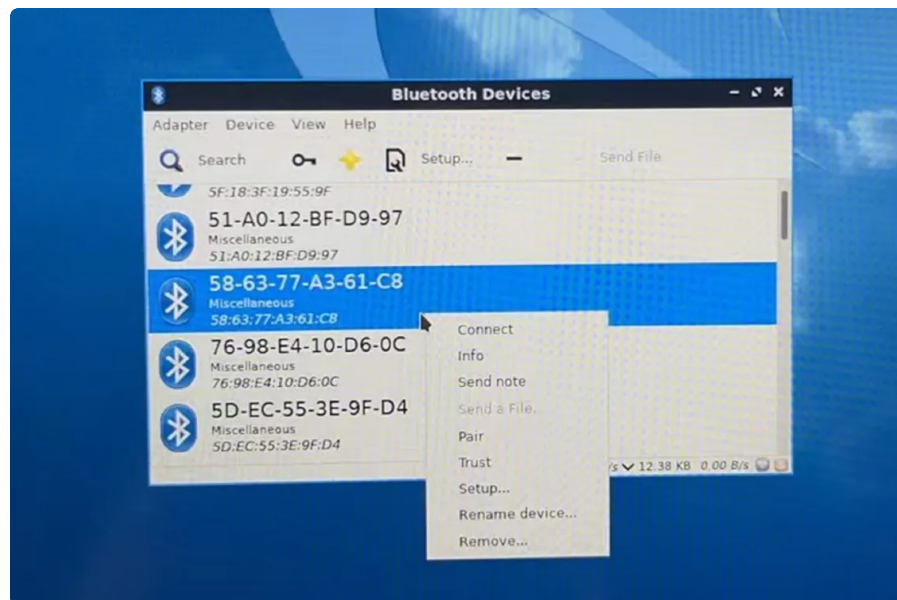 Bluetooth Devices
Adapter Device View Help
Search Setup... Send File
5F:18:3F:19:55:9F
51-A0-12-BF-D9-97
Miscellaneous
51:A0:12:BF:D9:97
58-63-77-A3-61-C8
Miscellaneous
58:63:77:A3:61:C8
76-98-E4-10-D6-0C
Miscellaneous
76:98:E4:10:D6:0C
5D-EC-55-3E-9F-D4
Miscellaneous
5D:EC:55:3E:9F:D4
Connect
Info
Send note
Send a File.
Pair
Trust
Setup...
Rename device...
Remove...
12.38 KB 0.00 B/s